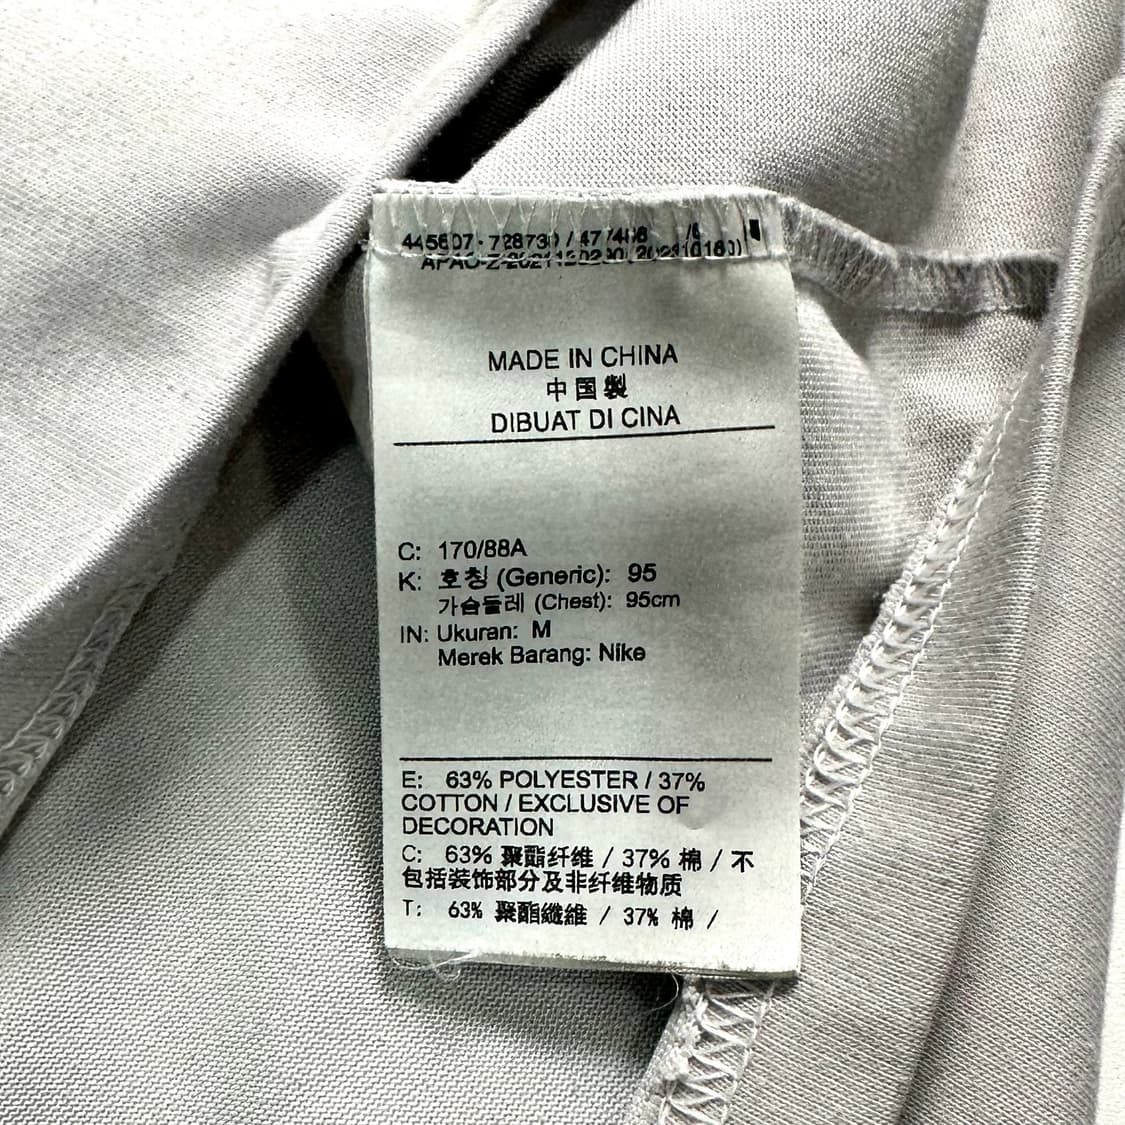 MADE IN CHINA
中国製
DIBUAT DI CINA
C: 170/88A
K: 호칭 (Generic): 95
가슴둘레 (Chest): 95cm
IN: Ukuran: M
Merek Barang: Nike
E: 63% POLYESTER / 37%
COTTON / EXCLUSIVE OF
DECORATION
C: 63% 聚酯纤维 / 37% 棉 / 不
包括装饰部分及非纤维物质
T: 63% 聚酯纖維 / 37% 棉 /